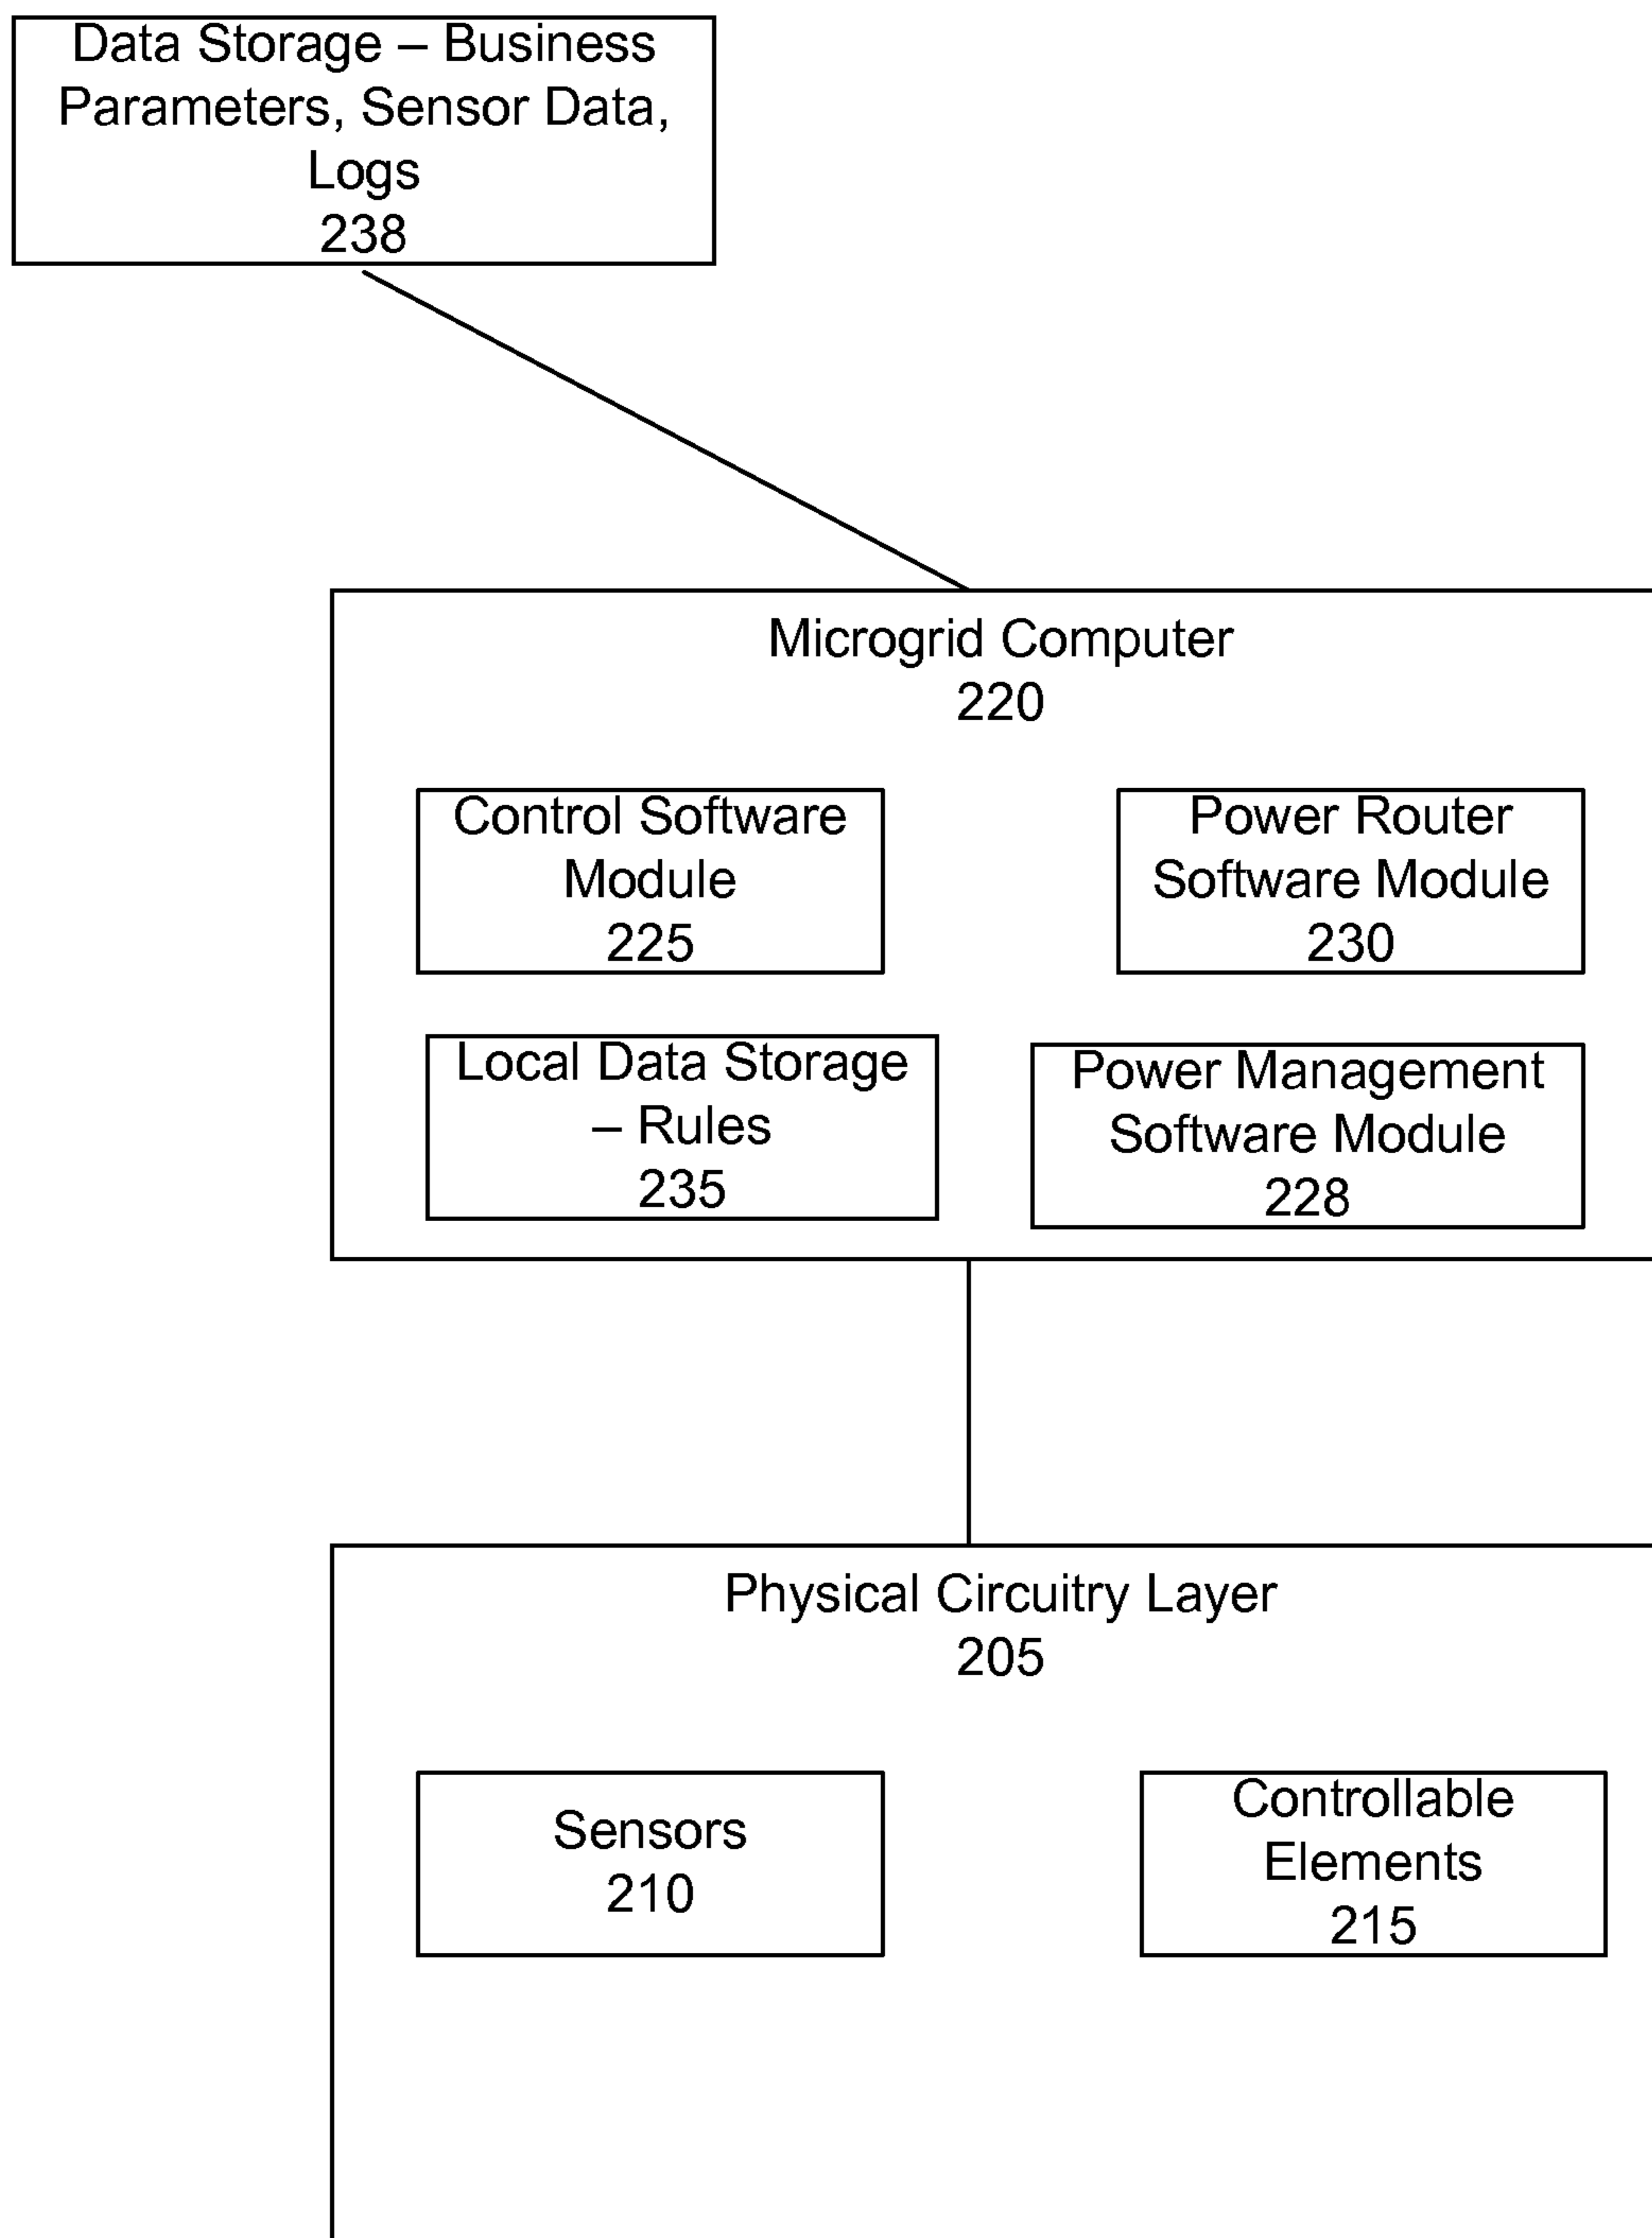 Data Storage – Business
Parameters, Sensor Data,
Logs
238
Microgrid Computer
220
Control Software
Module
225
Power Router
Software Module
230
Local Data Storage
– Rules
235
Power Management
Software Module
228
Physical Circuitry Layer
205
Sensors
210
Controllable
Elements
215